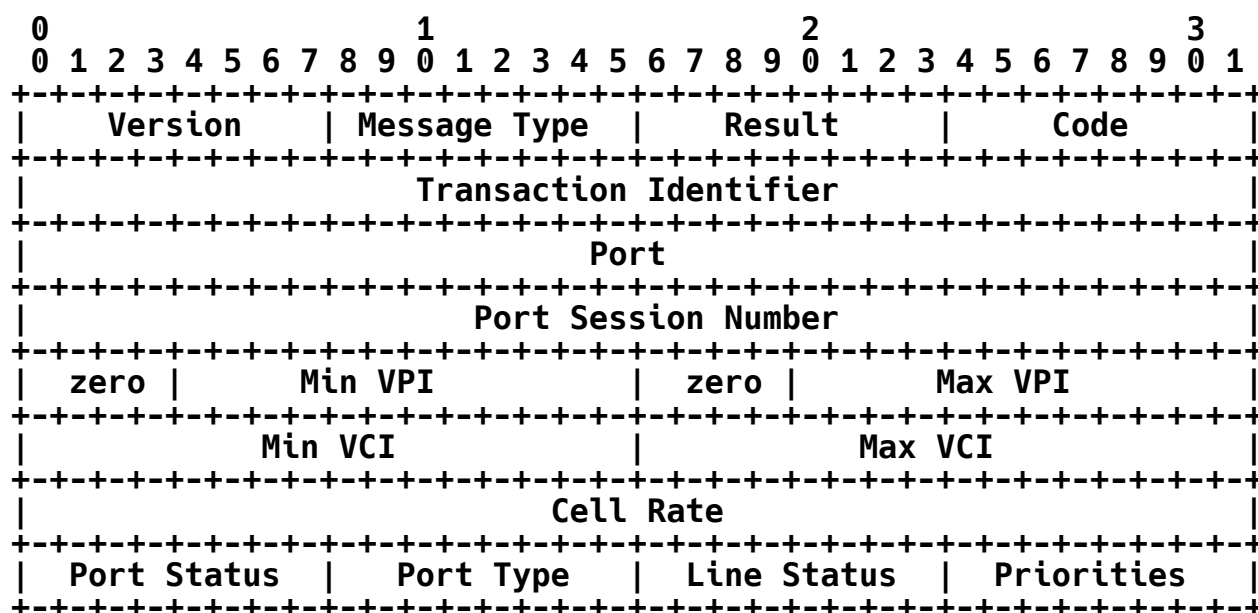 0                   1                   2                   3
 0 1 2 3 4 5 6 7 8 9 0 1 2 3 4 5 6 7 8 9 0 1 2 3 4 5 6 7 8 9 0 1
+-+-+-+-+-+-+-+-+-+-+-+-+-+-+-+-+-+-+-+-+-+-+-+-+-+-+-+-+-+-+-+-+
|    Version    | Message Type  |    Result     |     Code      |
+-+-+-+-+-+-+-+-+-+-+-+-+-+-+-+-+-+-+-+-+-+-+-+-+-+-+-+-+-+-+-+-+
|                    Transaction Identifier                     |
+-+-+-+-+-+-+-+-+-+-+-+-+-+-+-+-+-+-+-+-+-+-+-+-+-+-+-+-+-+-+-+-+
|                             Port                              |
+-+-+-+-+-+-+-+-+-+-+-+-+-+-+-+-+-+-+-+-+-+-+-+-+-+-+-+-+-+-+-+-+
|                       Port Session Number                     |
+-+-+-+-+-+-+-+-+-+-+-+-+-+-+-+-+-+-+-+-+-+-+-+-+-+-+-+-+-+-+-+-+
|  zero |      Min VPI          |  zero |       Max VPI         |
+-+-+-+-+-+-+-+-+-+-+-+-+-+-+-+-+-+-+-+-+-+-+-+-+-+-+-+-+-+-+-+-+
|            Min VCI            |           Max VCI             |
+-+-+-+-+-+-+-+-+-+-+-+-+-+-+-+-+-+-+-+-+-+-+-+-+-+-+-+-+-+-+-+-+
|                           Cell Rate                           |
+-+-+-+-+-+-+-+-+-+-+-+-+-+-+-+-+-+-+-+-+-+-+-+-+-+-+-+-+-+-+-+-+
|  Port Status  |   Port Type   |  Line Status  |  Priorities   |
+-+-+-+-+-+-+-+-+-+-+-+-+-+-+-+-+-+-+-+-+-+-+-+-+-+-+-+-+-+-+-+-+